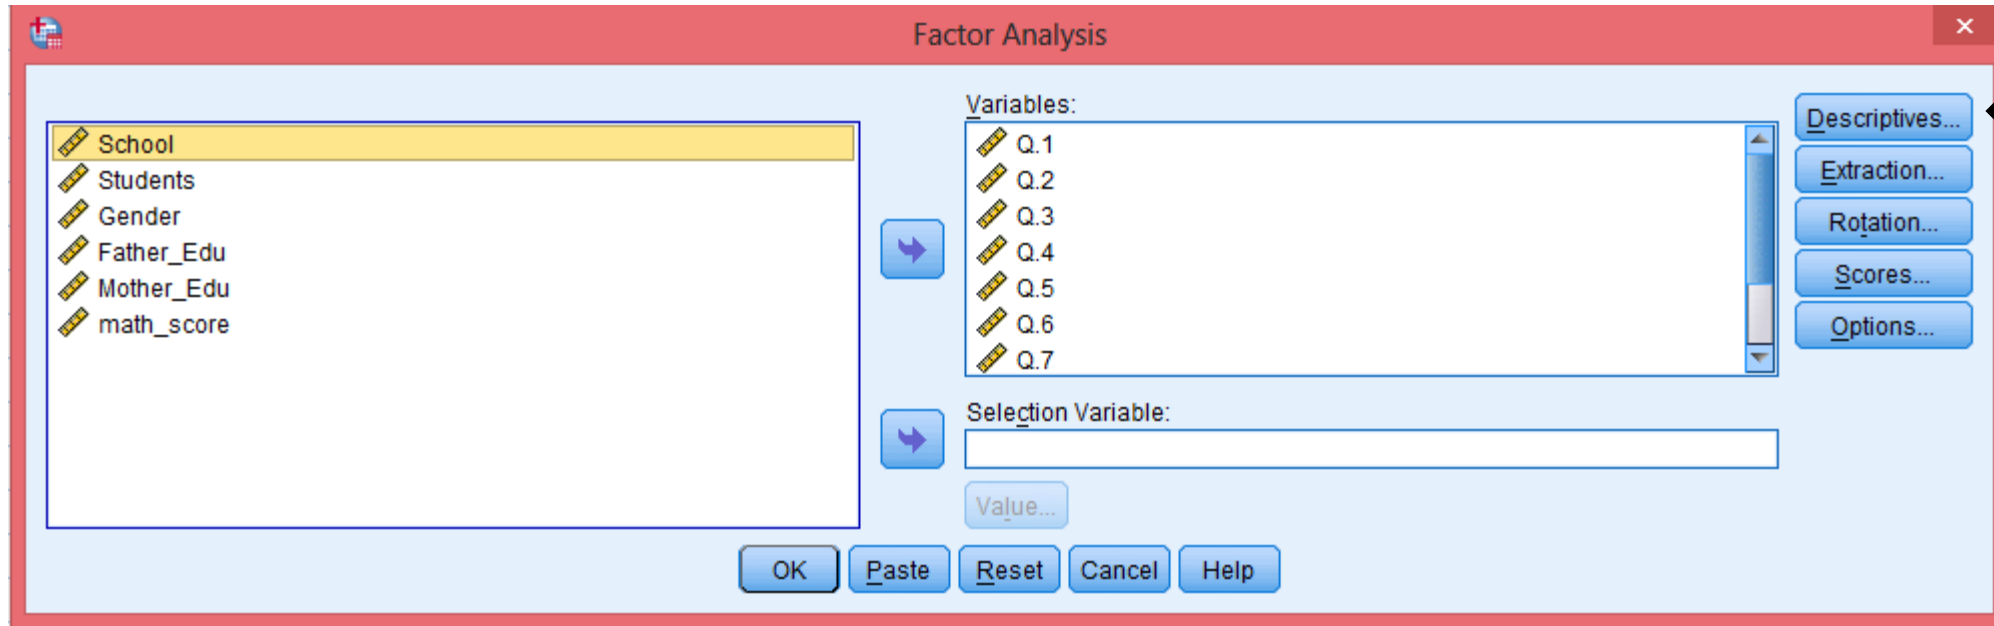 Factor Analysis
School
Students
Gender
Father_Edu
Mother_Edu
math_score
Variables:
Q.1
Q.2
Q.3
Q.4
Q.5
Q.6
Q.7
Selection Variable:
Value...
Descriptives...
Extraction...
Rotation...
Scores...
Options...
OK Paste Reset Cancel Help